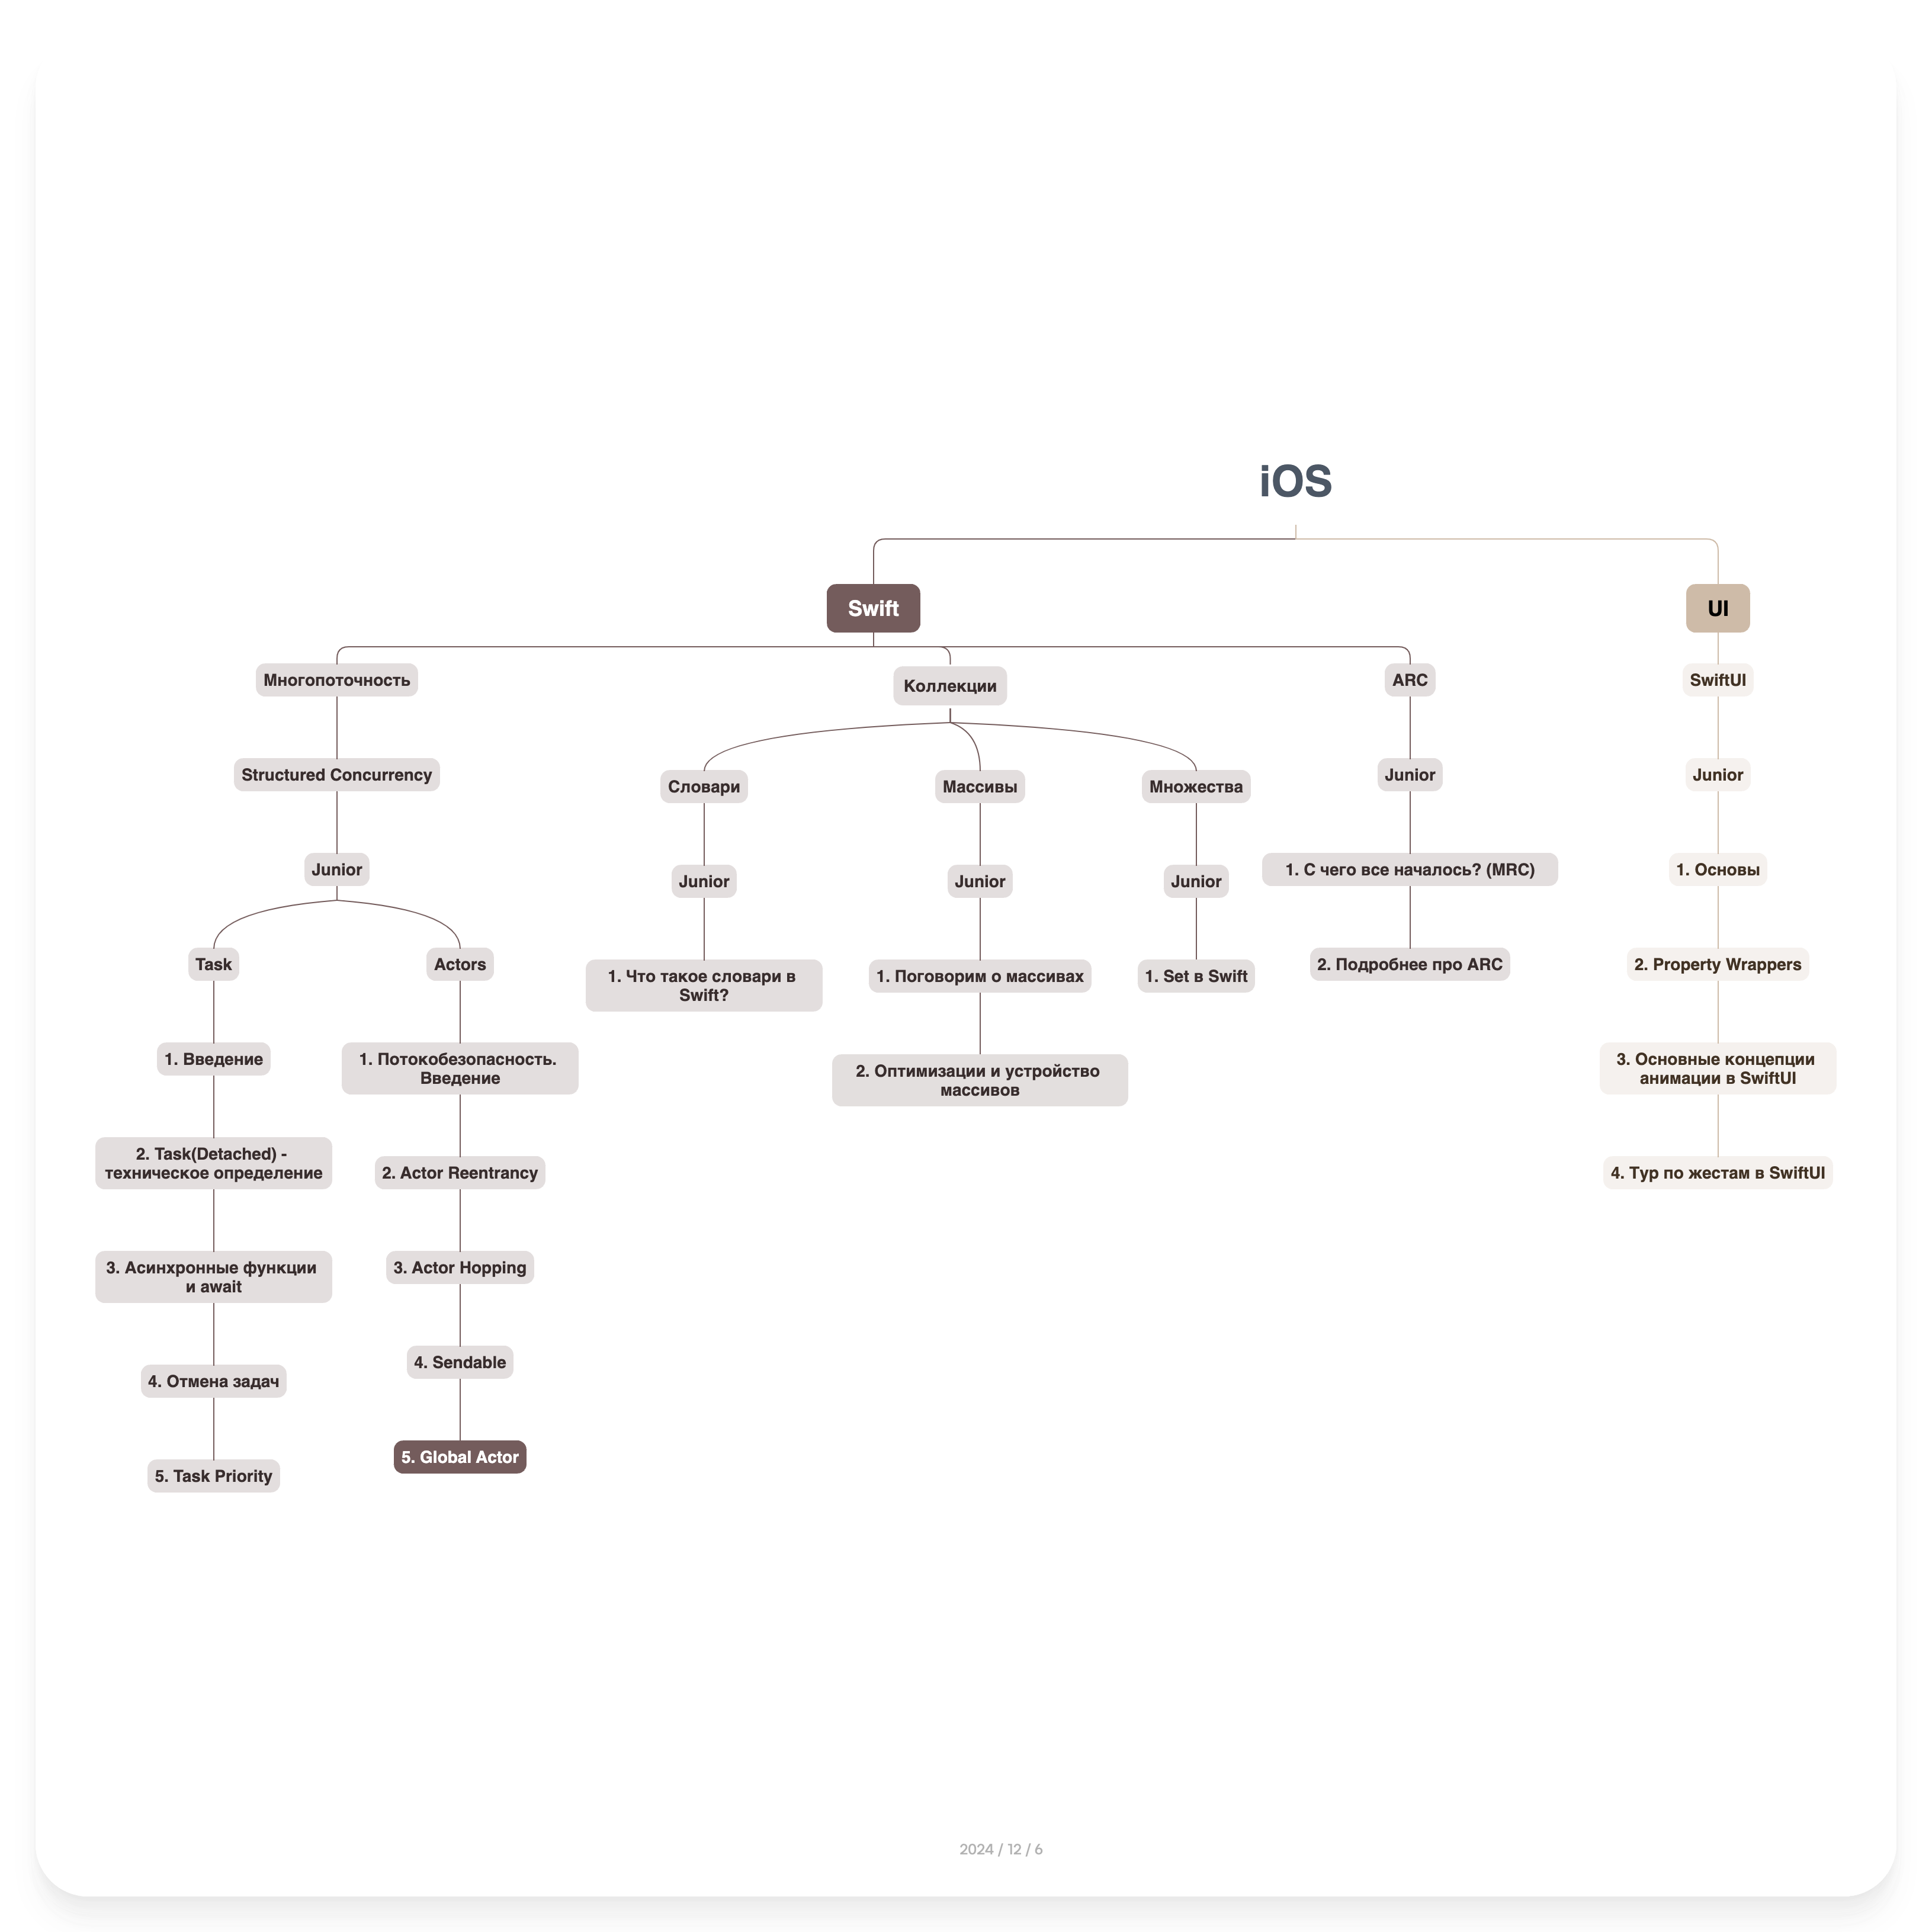 iOS
Swift
UI
Многопоточность
Коллекции
ARC
SwiftUI
Structured Concurrency
Словари
Массивы
Множества
Junior
Junior
Junior
Junior
Junior
Junior
1. С чего все началось? (MRC)
1. Основы
Task
Actors
1. Что такое словари в
Swift?
1. Поговорим о массивах
1. Set в Swift
2. Подробнее про ARC
2. Property Wrappers
1. Введение
1. Потокобезопасность.
Введение
2. Оптимизации и устройство
массивов
3. Основные концепции
анимации в SwiftUI
2. Task(Detached) -
техническое определение
2. Actor Reentrancy
4. Тур по жестам в SwiftUI
3. Асинхронные функции
и await
3. Actor Hopping
4. Отмена задач
4. Sendable
5. Task Priority
5. Global Actor
2024 / 12 / 6